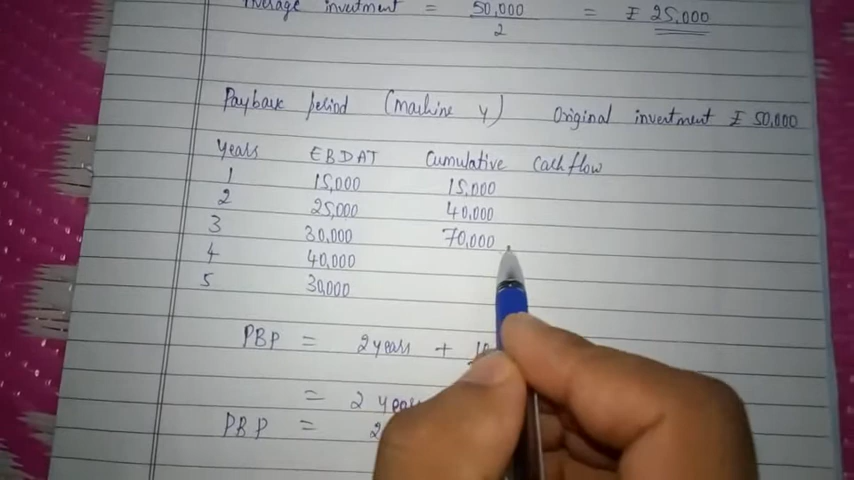 Average investment = 50,000 / 2 = ₹ 25,000
Payback period (machine y) Original investment ₹ 50,000
Years EBDAT Cumulative Cash flow
1 15,000 15,000
2 25,000 40,000
3 30,000 70,000
4 40,000
5 30,000
PBP = 2 years +
= 2 years
PBP = 2